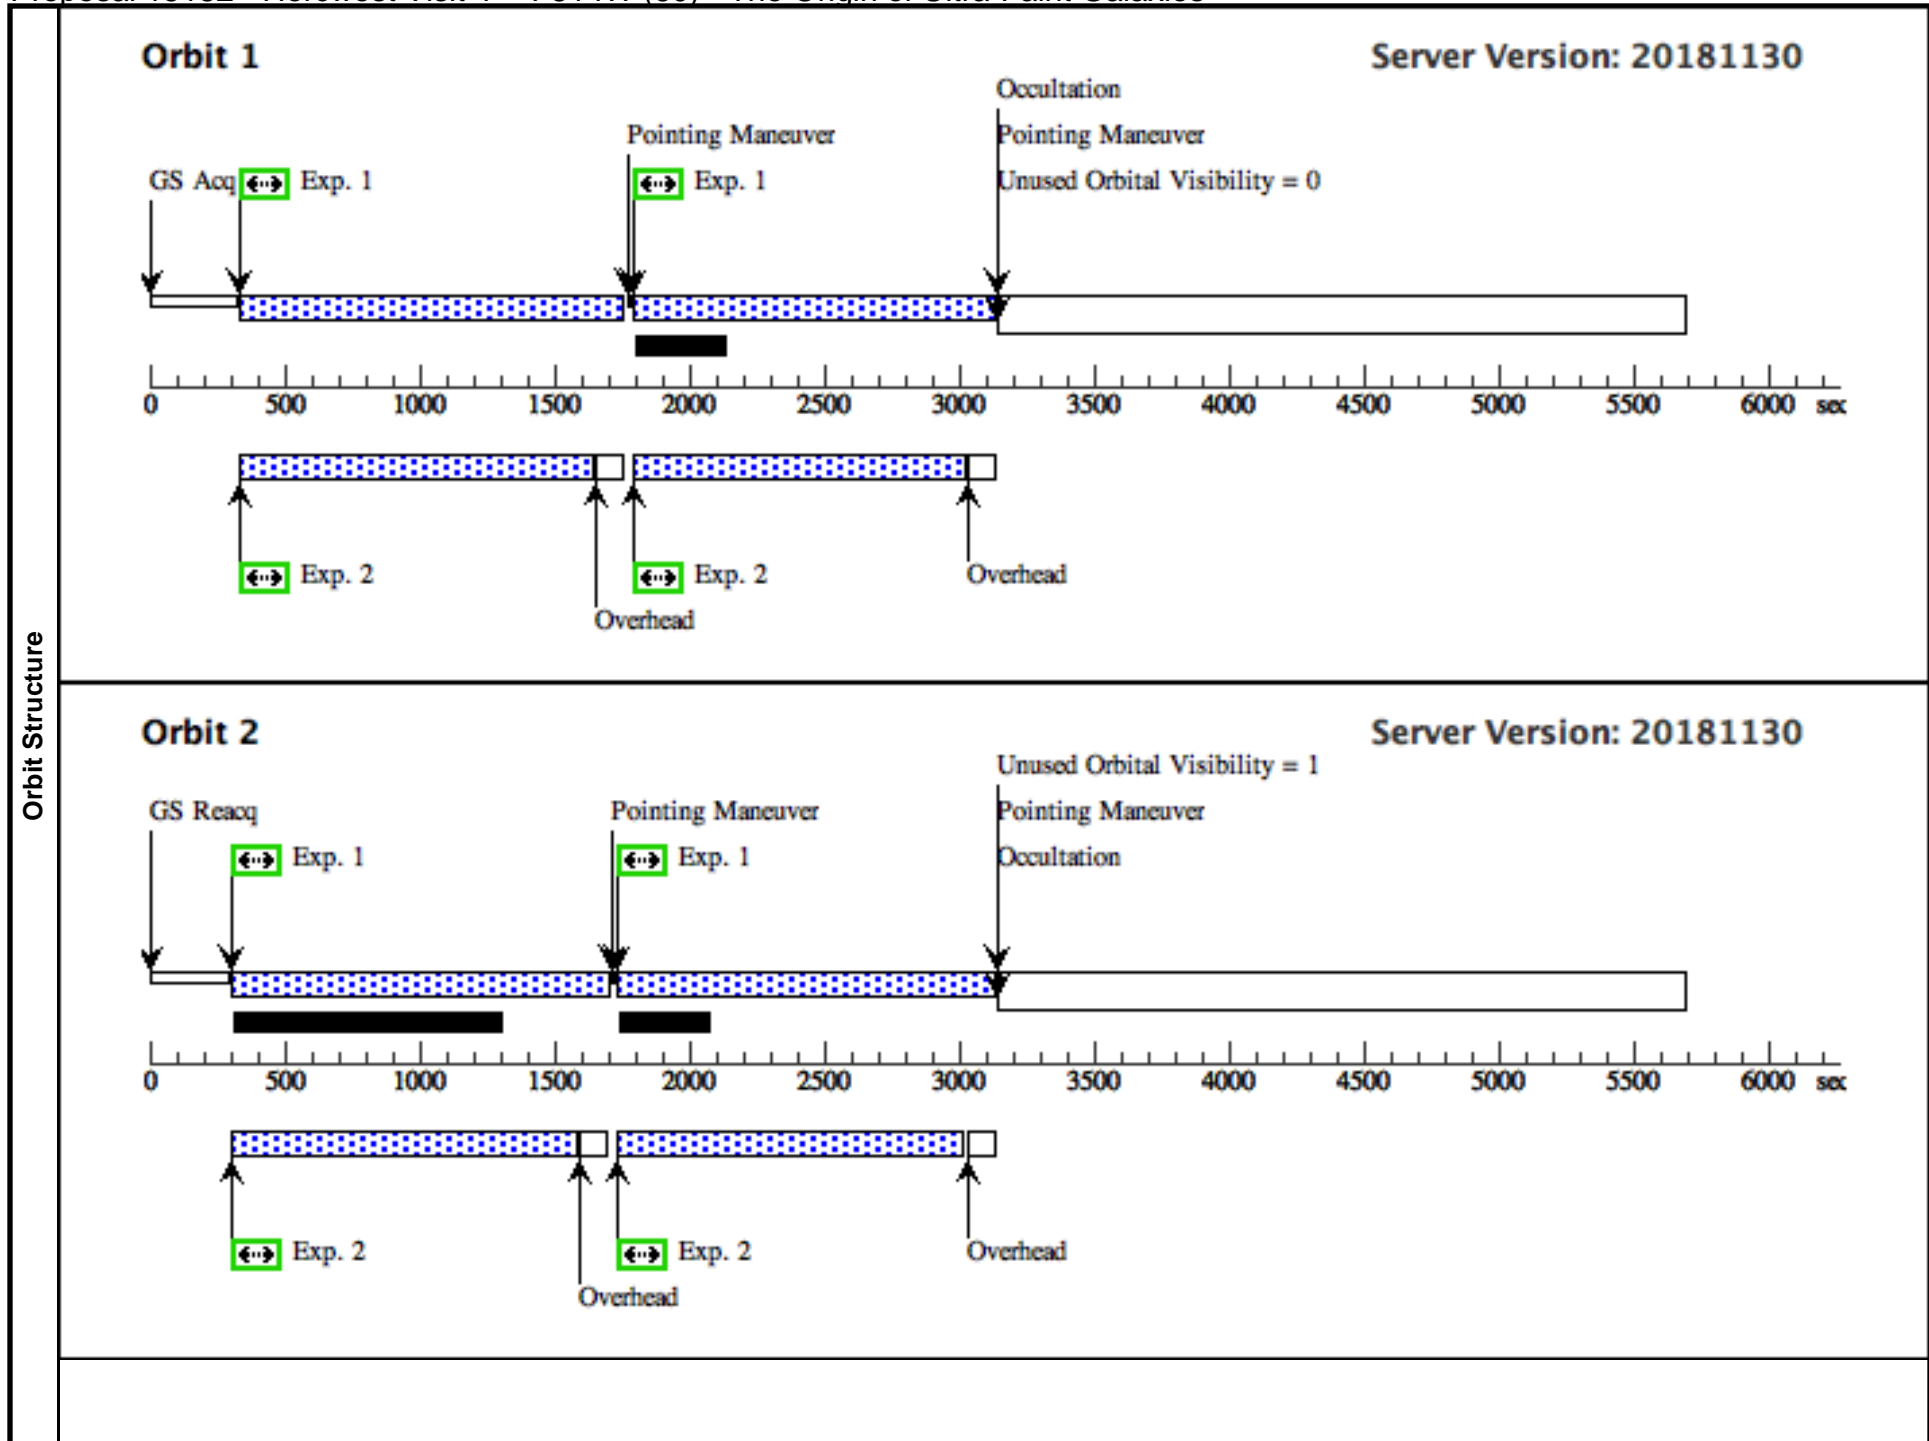 Orbit Structure
Orbit 1
Server Version: 20181130
Occultation
Pointing Maneuver
Pointing Maneuver
GS Acq
Exp. 1
Exp. 1
Unused Orbital Visibility = 0
0 500 1000 1500 2000 2500 3000 3500 4000 4500 5000 5500 6000 sec
Exp. 2
Exp. 2
Overhead
Overhead
Orbit 2
Server Version: 20181130
Unused Orbital Visibility = 1
GS Reacq
Pointing Maneuver
Pointing Maneuver
Exp. 1
Exp. 1
Occultation
0 500 1000 1500 2000 2500 3000 3500 4000 4500 5000 5500 6000 sec
Exp. 2
Exp. 2
Overhead
Overhead